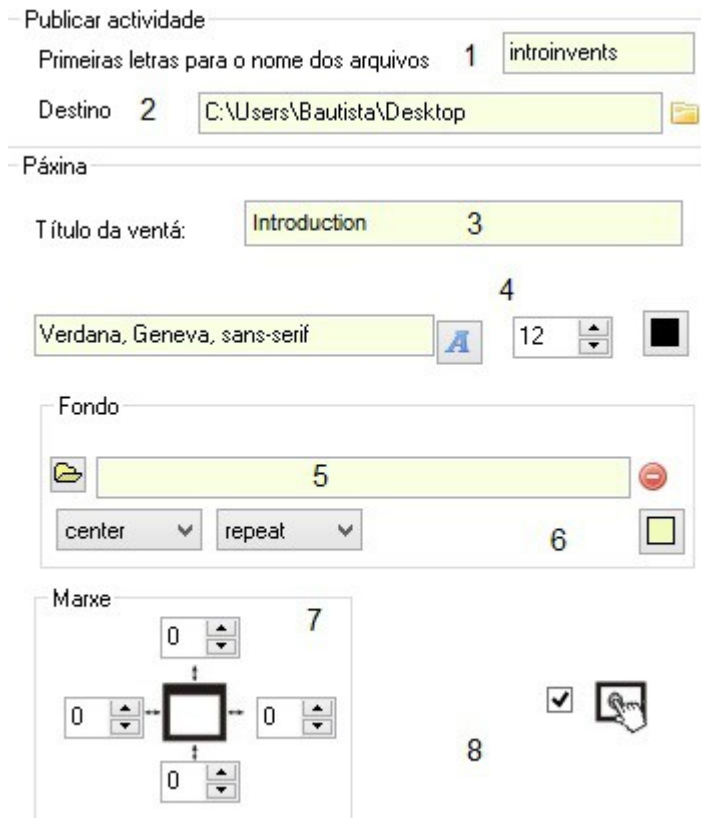 Publicar actividade
Primeiras letras para o nome dos arquivos 1 introinvents
Destino 2 C:\Users\Bautista\Desktop
Páxina
Título da ventá: Introduction 3
4
Verdana, Geneva, sans-serif A 12
Fondo
5
center repeat 6
Marxe
0 7
0 0
0 8